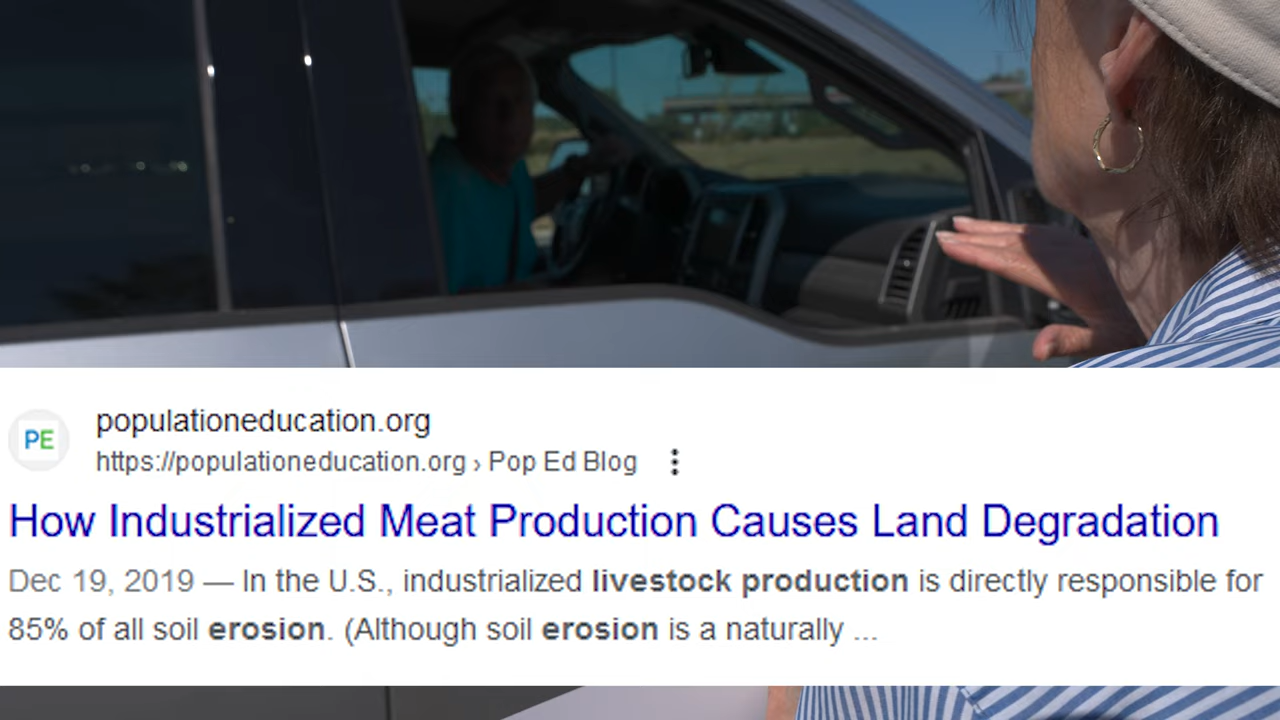 PE
populationeducation.org
https://populationeducation.org › Pop Ed Blog
How Industrialized Meat Production Causes Land Degradation
Dec 19, 2019 — In the U.S., industrialized livestock production is directly responsible for
85% of all soil erosion. (Although soil erosion is a naturally ...